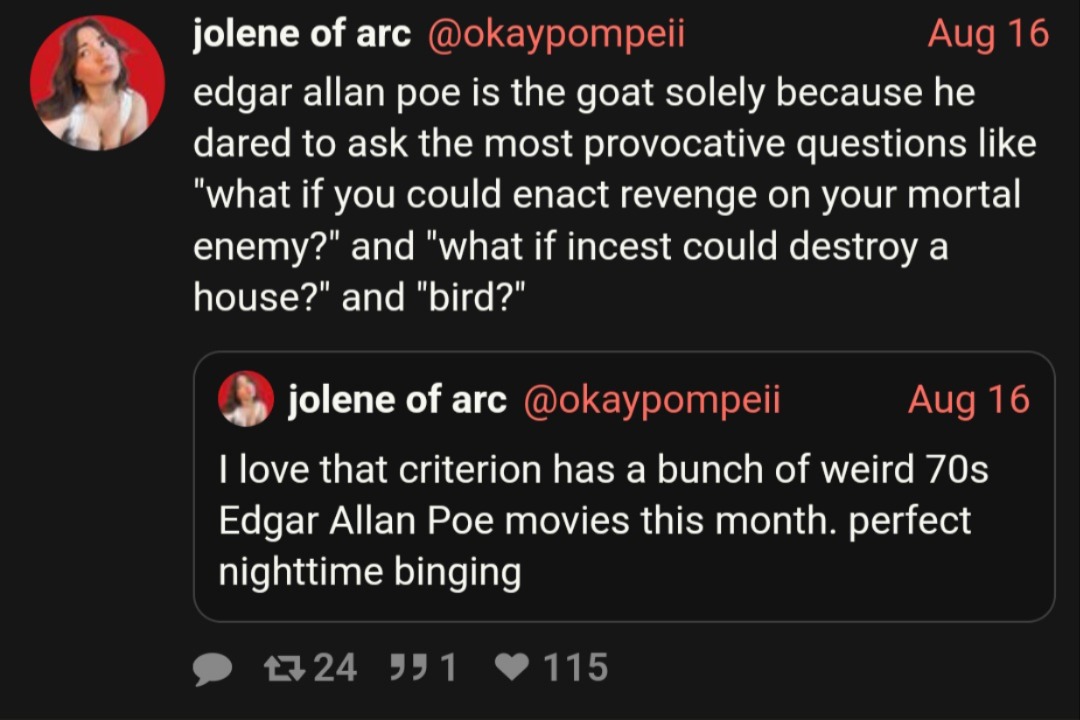 jolene of arc @okaypompeii Aug 16
edgar allan poe is the goat solely because he
dared to ask the most provocative questions like
"what if you could enact revenge on your mortal
enemy?" and "what if incest could destroy a
house?" and "bird?"
jolene of arc @okaypompeii Aug 16
I love that criterion has a bunch of weird 70s
Edgar Allan Poe movies this month. perfect
nighttime binging
24 1 115